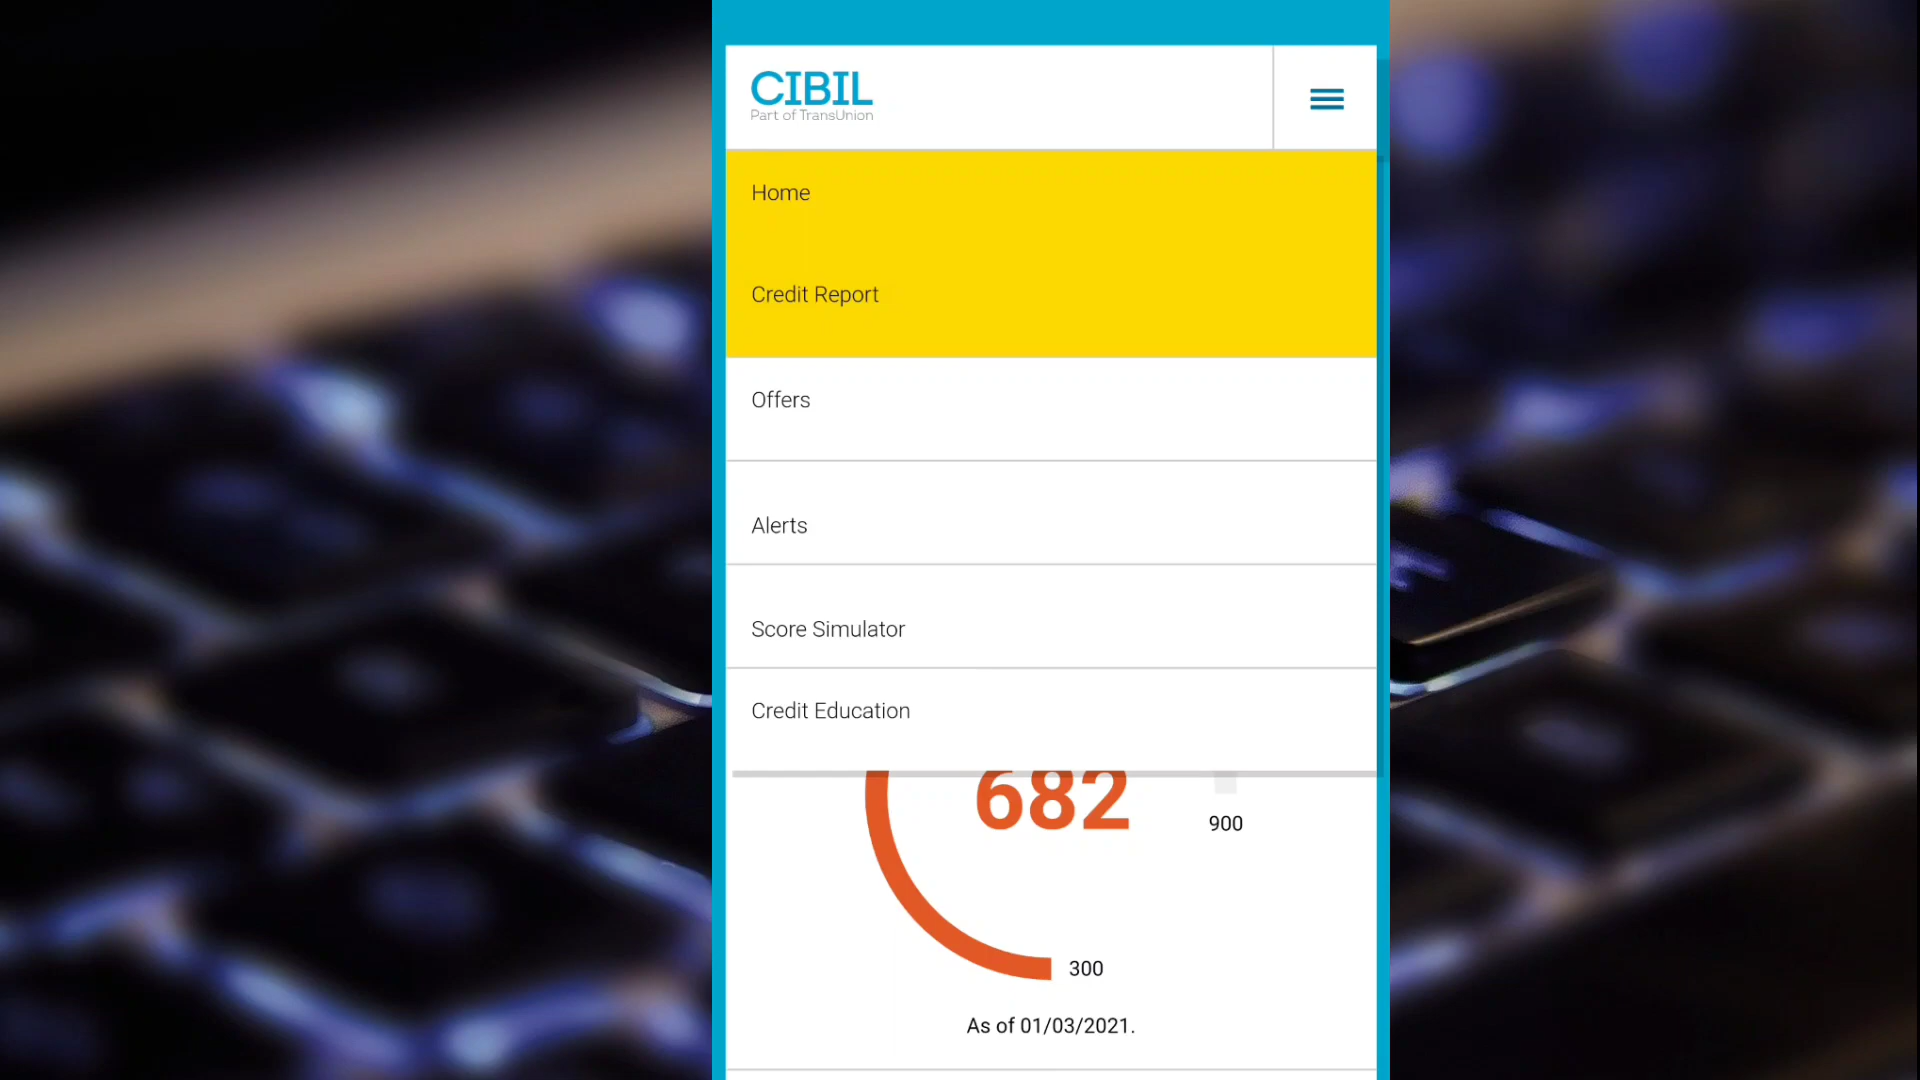 CIBIL
Part of TransUnion
Home
Credit Report
Offers
Alerts
Score Simulator
Credit Education
682
900
300
As of 01/03/2021.